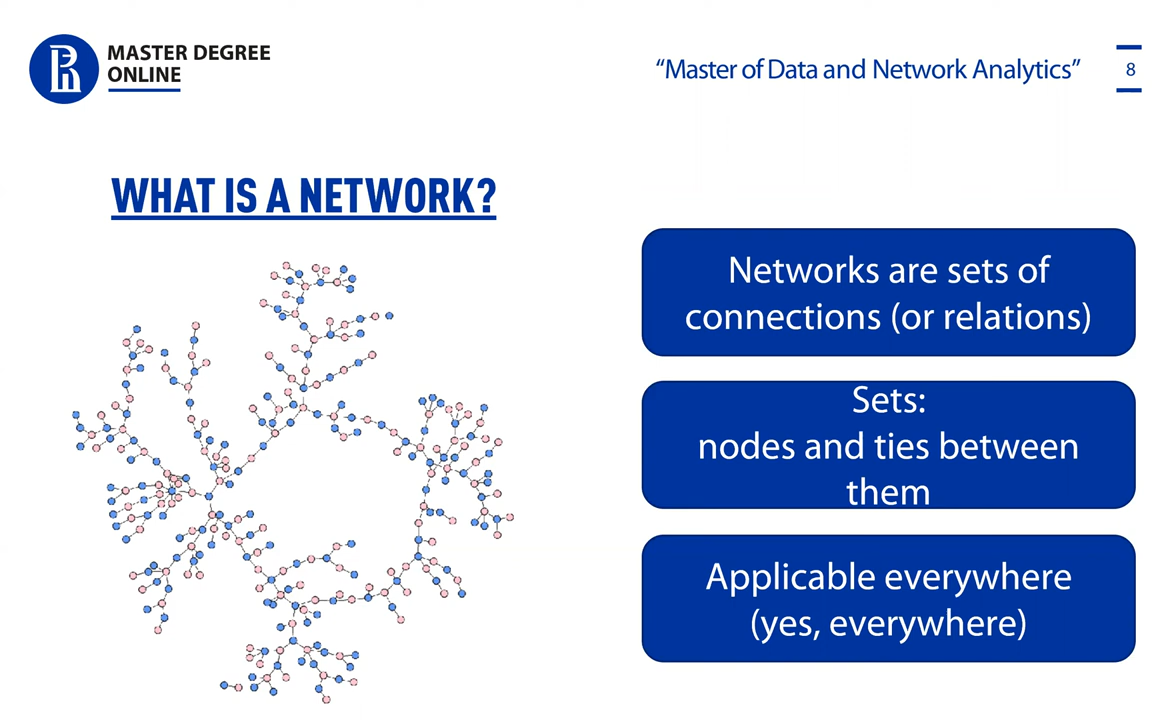 MASTER DEGREE
ONLINE
“Master of Data and Network Analytics”
8
WHAT IS A NETWORK?
Networks are sets of
connections (or relations)
Sets:
nodes and ties between
them
Applicable everywhere
(yes, everywhere)